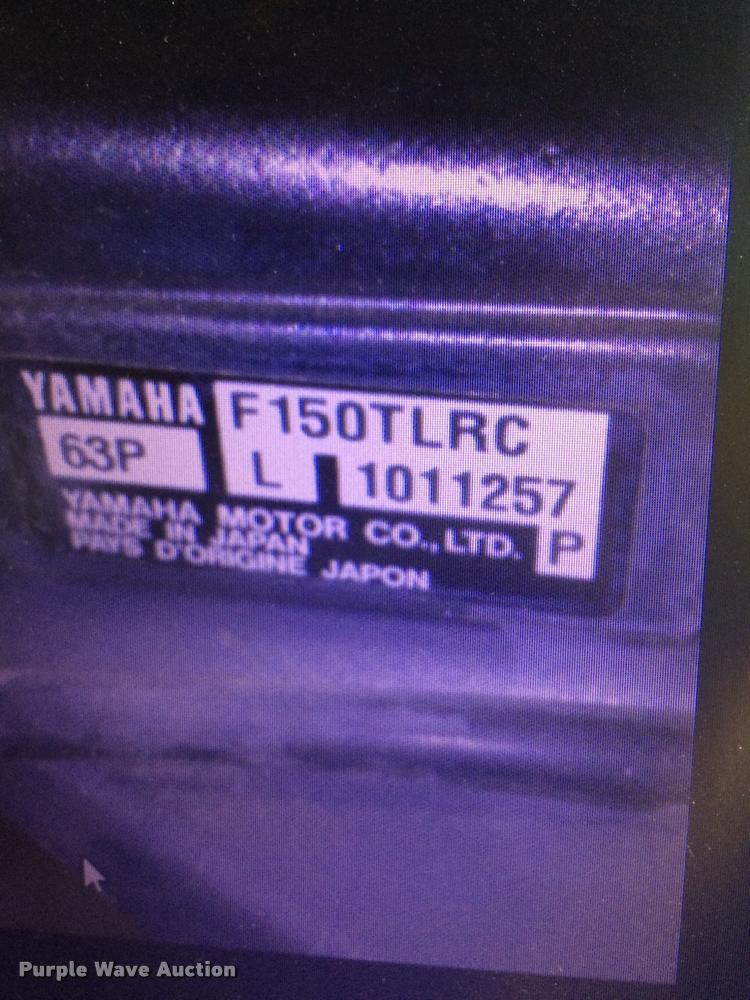 YAMAHA F150TLRC
63P L 1011257
YAMAHA MOTOR CO.,LTD. P
MADE IN JAPAN
PAYS D'ORIGINE JAPON
Purple Wave Auction